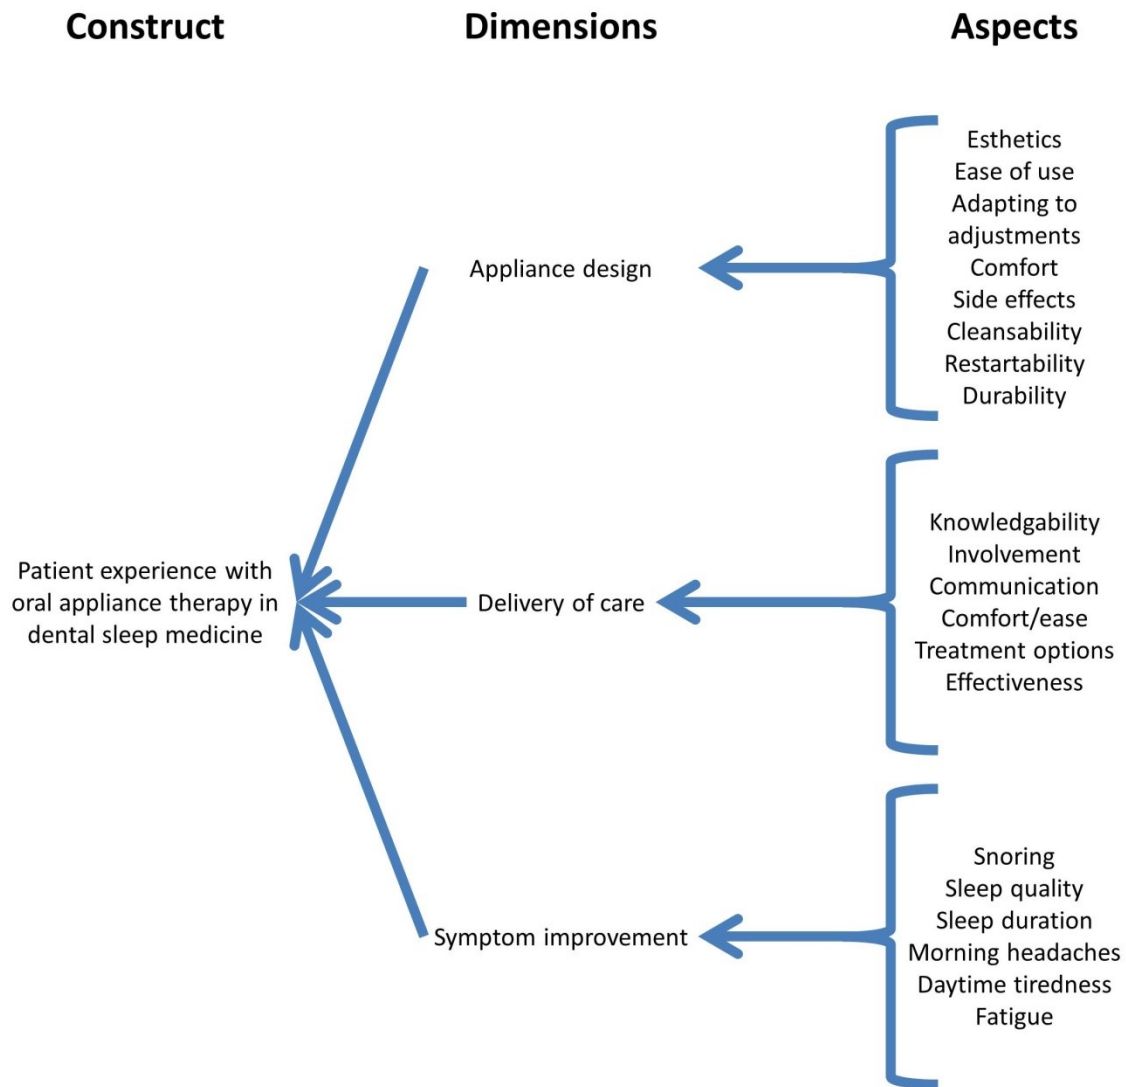 Construct
Dimensions
Aspects
Esthetics
Ease of use
Adapting to
adjustments
Comfort
Side effects
Cleansability
Restartability
Durability
Appliance design
Knowledgability
Involvement
Communication
Comfort/ease
Treatment options
Effectiveness
Patient experience with
oral appliance therapy in
dental sleep medicine
Delivery of care
Snoring
Sleep quality
Sleep duration
Morning headaches
Daytime tiredness
Fatigue
Symptom improvement